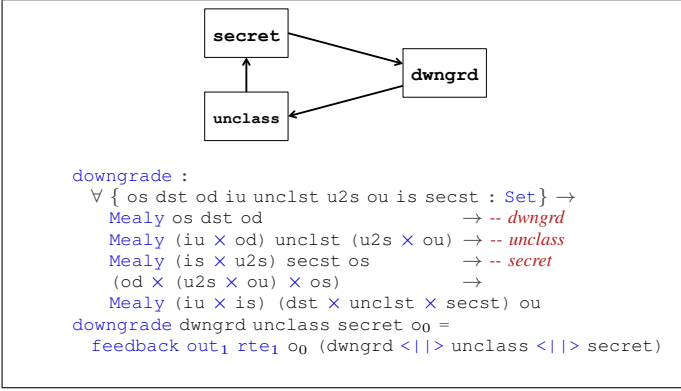 secret
dwngrd
unclass
downgrade :
∀ { os dst od iu unclst u2s ou is secst : Set} →
Mealy os dst od → -- dwngrd
Mealy (iu × od) unclst (u2s × ou) → -- unclass
Mealy (is × u2s) secst os → -- secret
(od × (u2s × ou) × os) →
Mealy (iu × is) (dst × unclst × secst) ou
downgrade dwngrd unclass secret o₀ =
feedback out₁ rte₁ o₀ (dwngrd <||> unclass <||> secret)